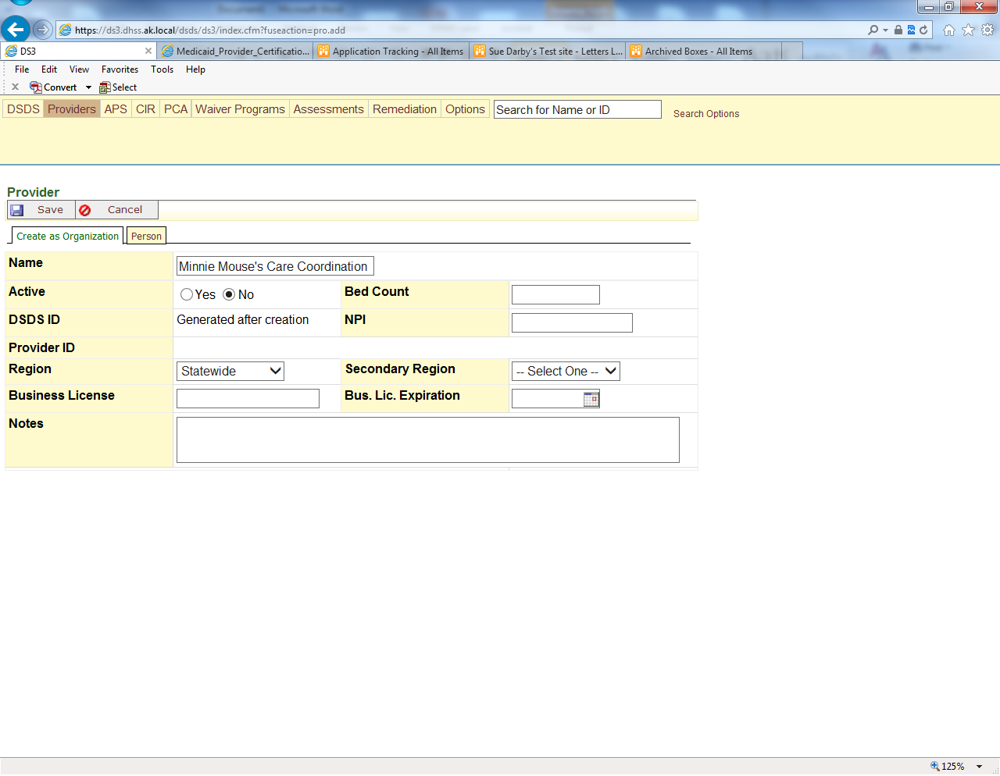 https://ds3.dhss.ak.local/dsds/ds3/index.cfm?fuseaction=pro.add
DS3 Medicaid_Provider_Certificatio... Application Tracking - All Items Sue Darby's Test site - Letters L... Archived Boxes - All Items
File Edit View Favorites Tools Help
Convert Select
DSDS Providers APS CIR PCA Waiver Programs Assessments Remediation Options Search for Name or ID Search Options
Provider
Save Cancel
Create as Organization Person
Name Minnie Mouse's Care Coordination
Active Yes No Bed Count
DSDS ID Generated after creation NPI
Provider ID
Region Statewide Secondary Region -- Select One --
Business License Bus. Lic. Expiration
Notes
125%